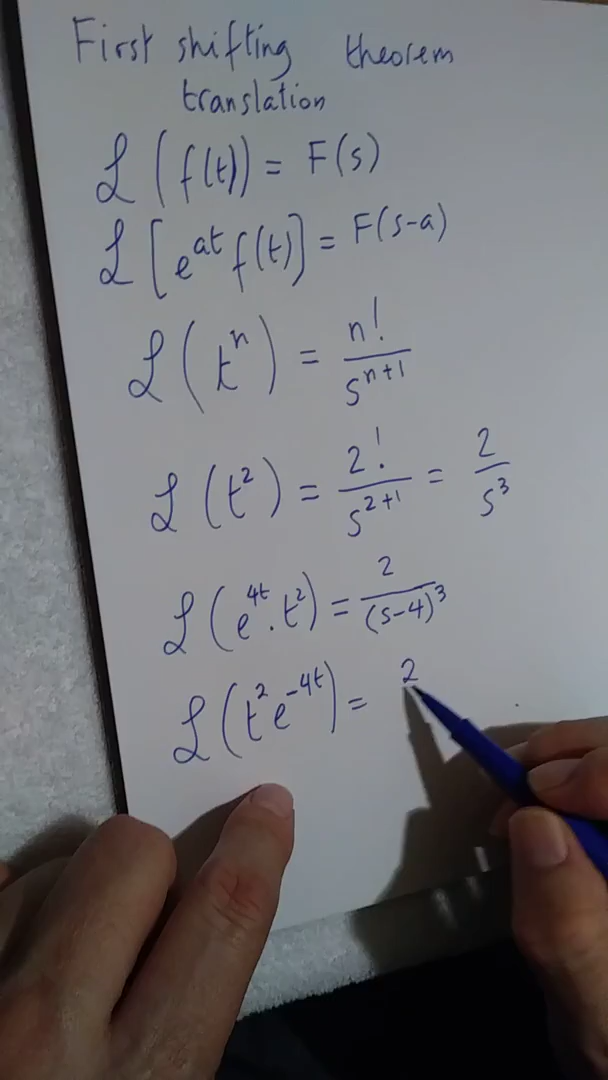 First shifting theorem
translation
ℒ(f(t)) = F(s)
ℒ[e^{at} f(t)] = F(s-a)
ℒ(t^n) = n!/s^{n+1}
ℒ(t^2) = 2!/s^{2+1} = 2/s^3
ℒ(e^{4t}.t^2) = 2/(s-4)^3
ℒ(t^2 e^{-4t}) = 2